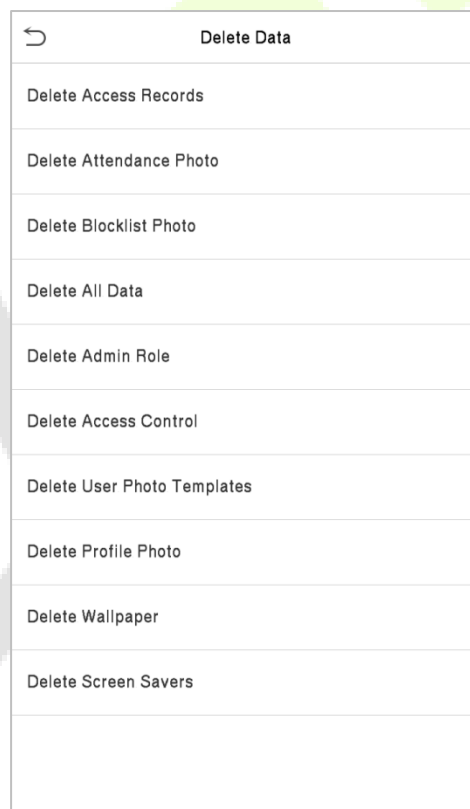 Delete Data
Delete Access Records
Delete Attendance Photo
Delete Blocklist Photo
Delete All Data
Delete Admin Role
Delete Access Control
Delete User Photo Templates
Delete Profile Photo
Delete Wallpaper
Delete Screen Savers